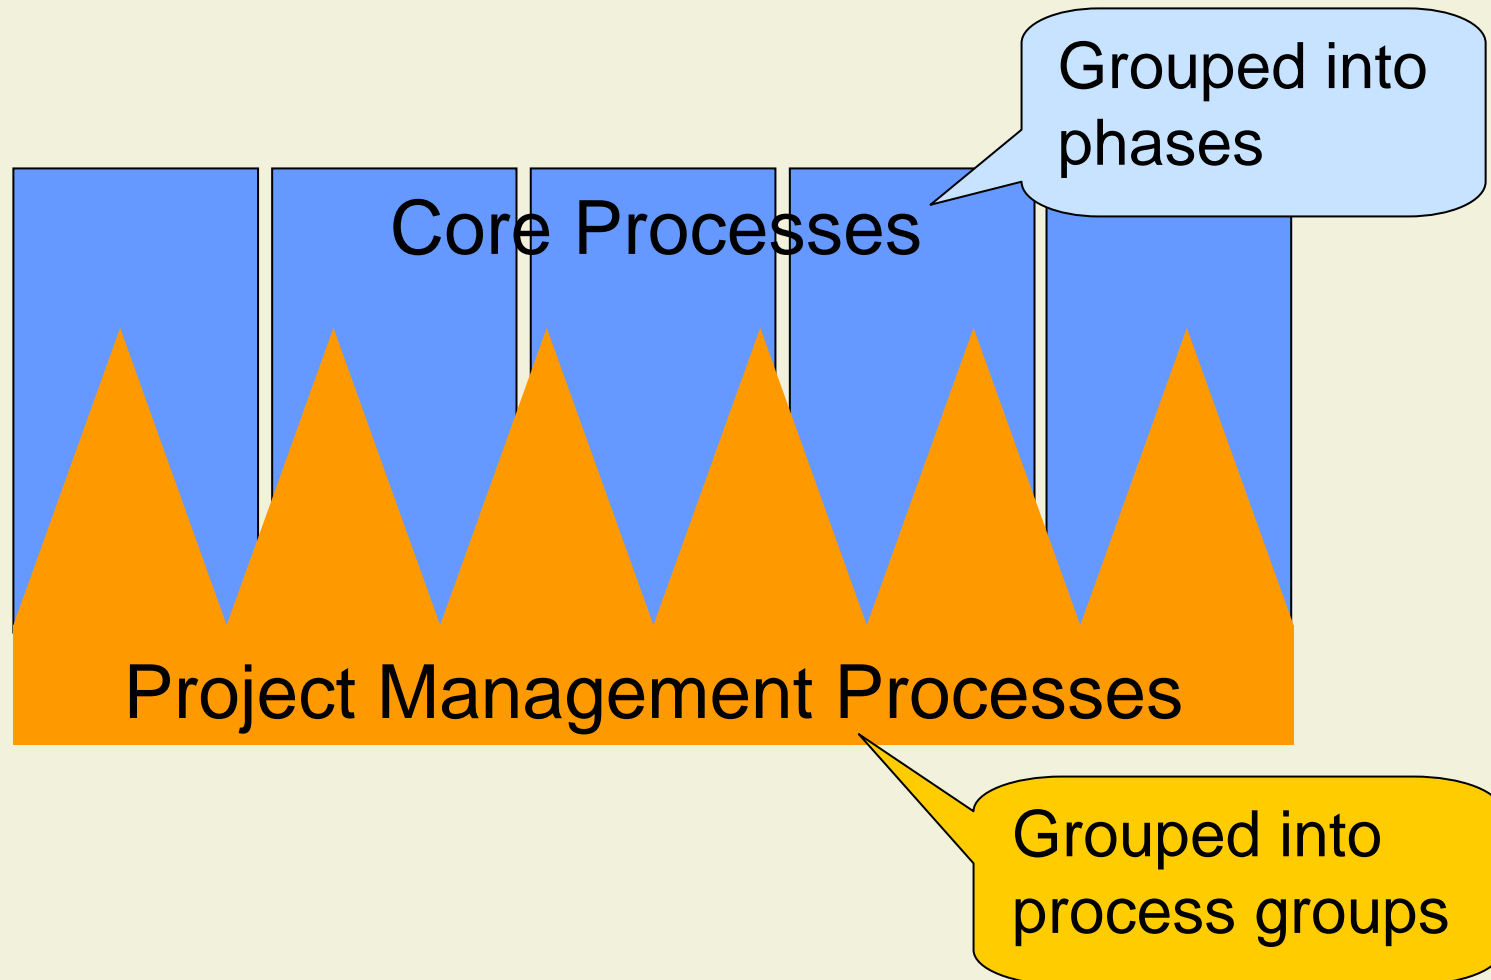 Grouped into
phases
Core Processes
Project Management Processes
Grouped into
process groups